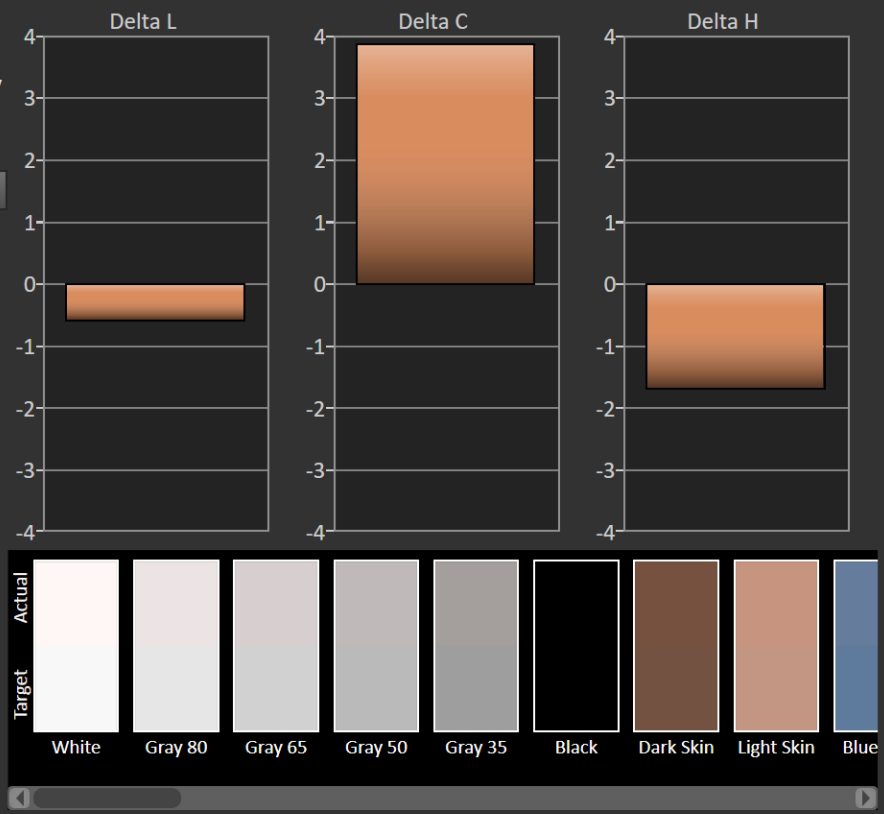 Delta L
Delta C
Delta H
4
3
2
1
0
-1
-2
-3
-4
4
3
2
1
0
-1
-2
-3
-4
4
3
2
1
0
-1
-2
-3
-4
Actual
Target
White
Gray 80
Gray 65
Gray 50
Gray 35
Black
Dark Skin
Light Skin
Blue